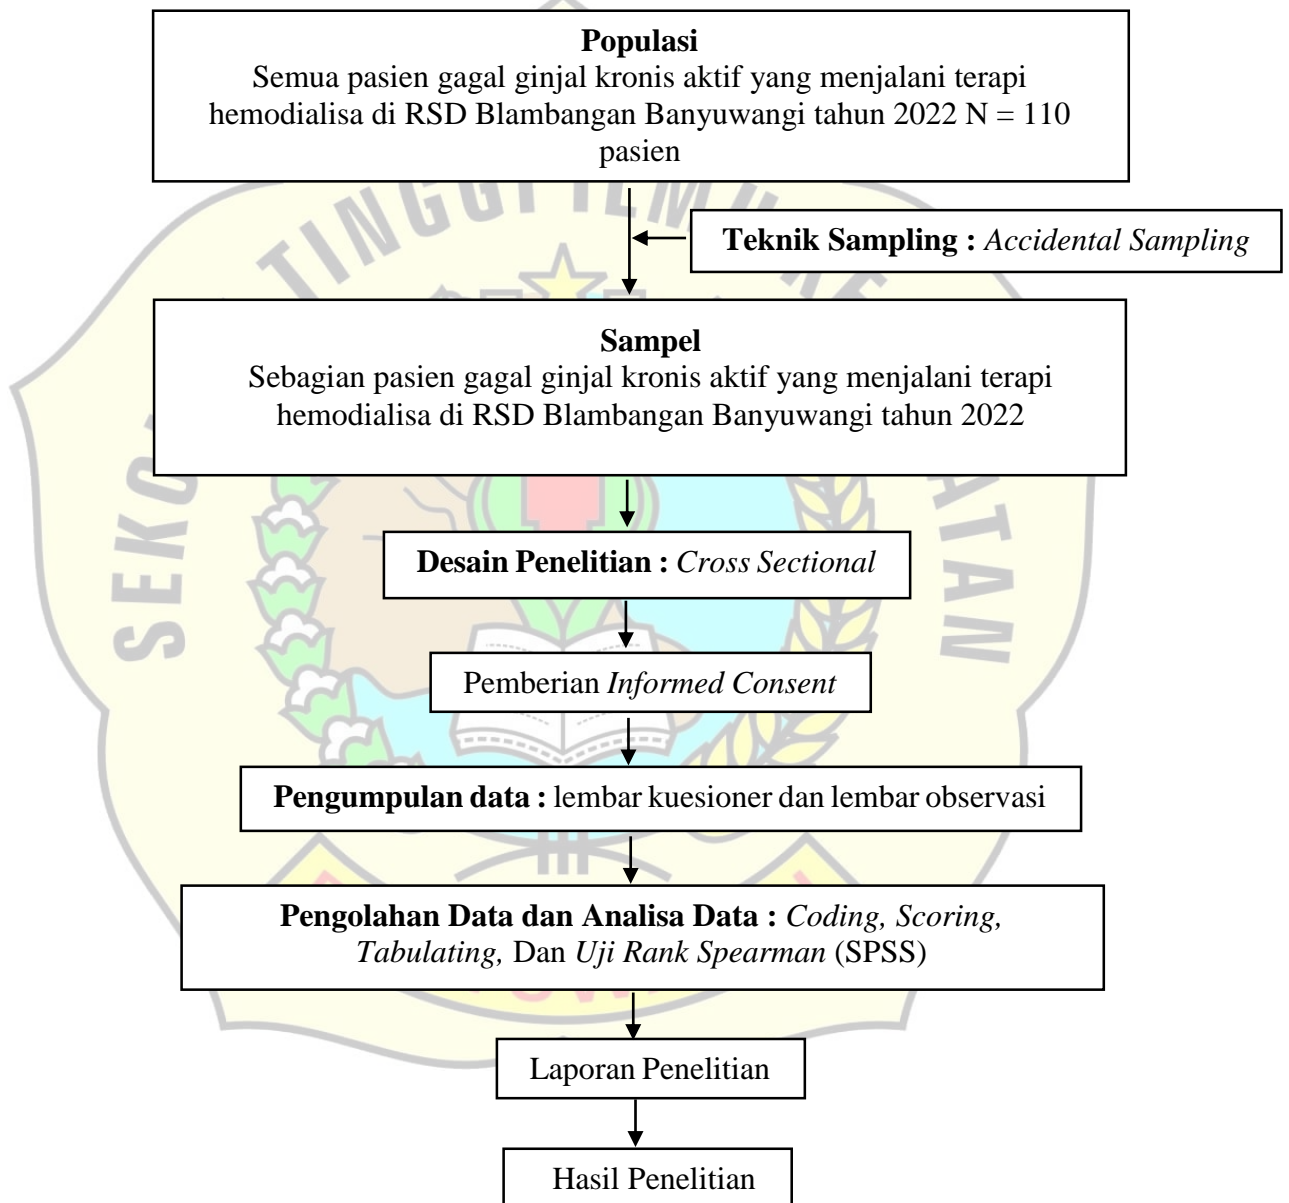 Populasi
Semua pasien gagal ginjal kronis aktif yang menjalani terapi
hemodialisa di RSD Blambangan Banyuwangi tahun 2022 N = 110
pasien
Teknik Sampling : Accidental Sampling
Sampel
Sebagian pasien gagal ginjal kronis aktif yang menjalani terapi
hemodialisa di RSD Blambangan Banyuwangi tahun 2022
Desain Penelitian : Cross Sectional
Pemberian Informed Consent
Pengumpulan data : lembar kuesioner dan lembar observasi
Pengolahan Data dan Analisa Data : Coding, Scoring,
Tabulating, Dan Uji Rank Spearman (SPSS)
Laporan Penelitian
Hasil Penelitian